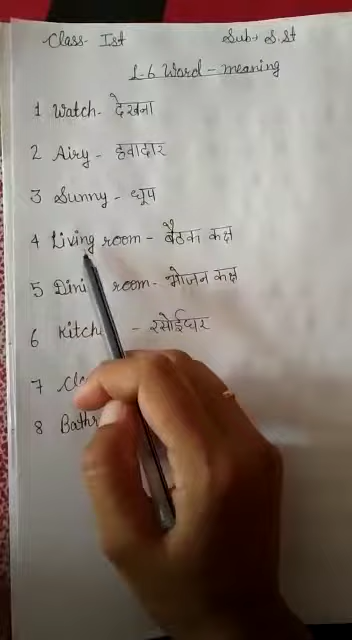 Class- Ist Sub:- S.St
L-6 Word - meaning
1 Watch - देखना
2 Airy - हवादार
3 Sunny - धूप
4 Living room - बैठक कक्ष
5 room - भोजन कक्ष
6 - रसोईघर
7
8